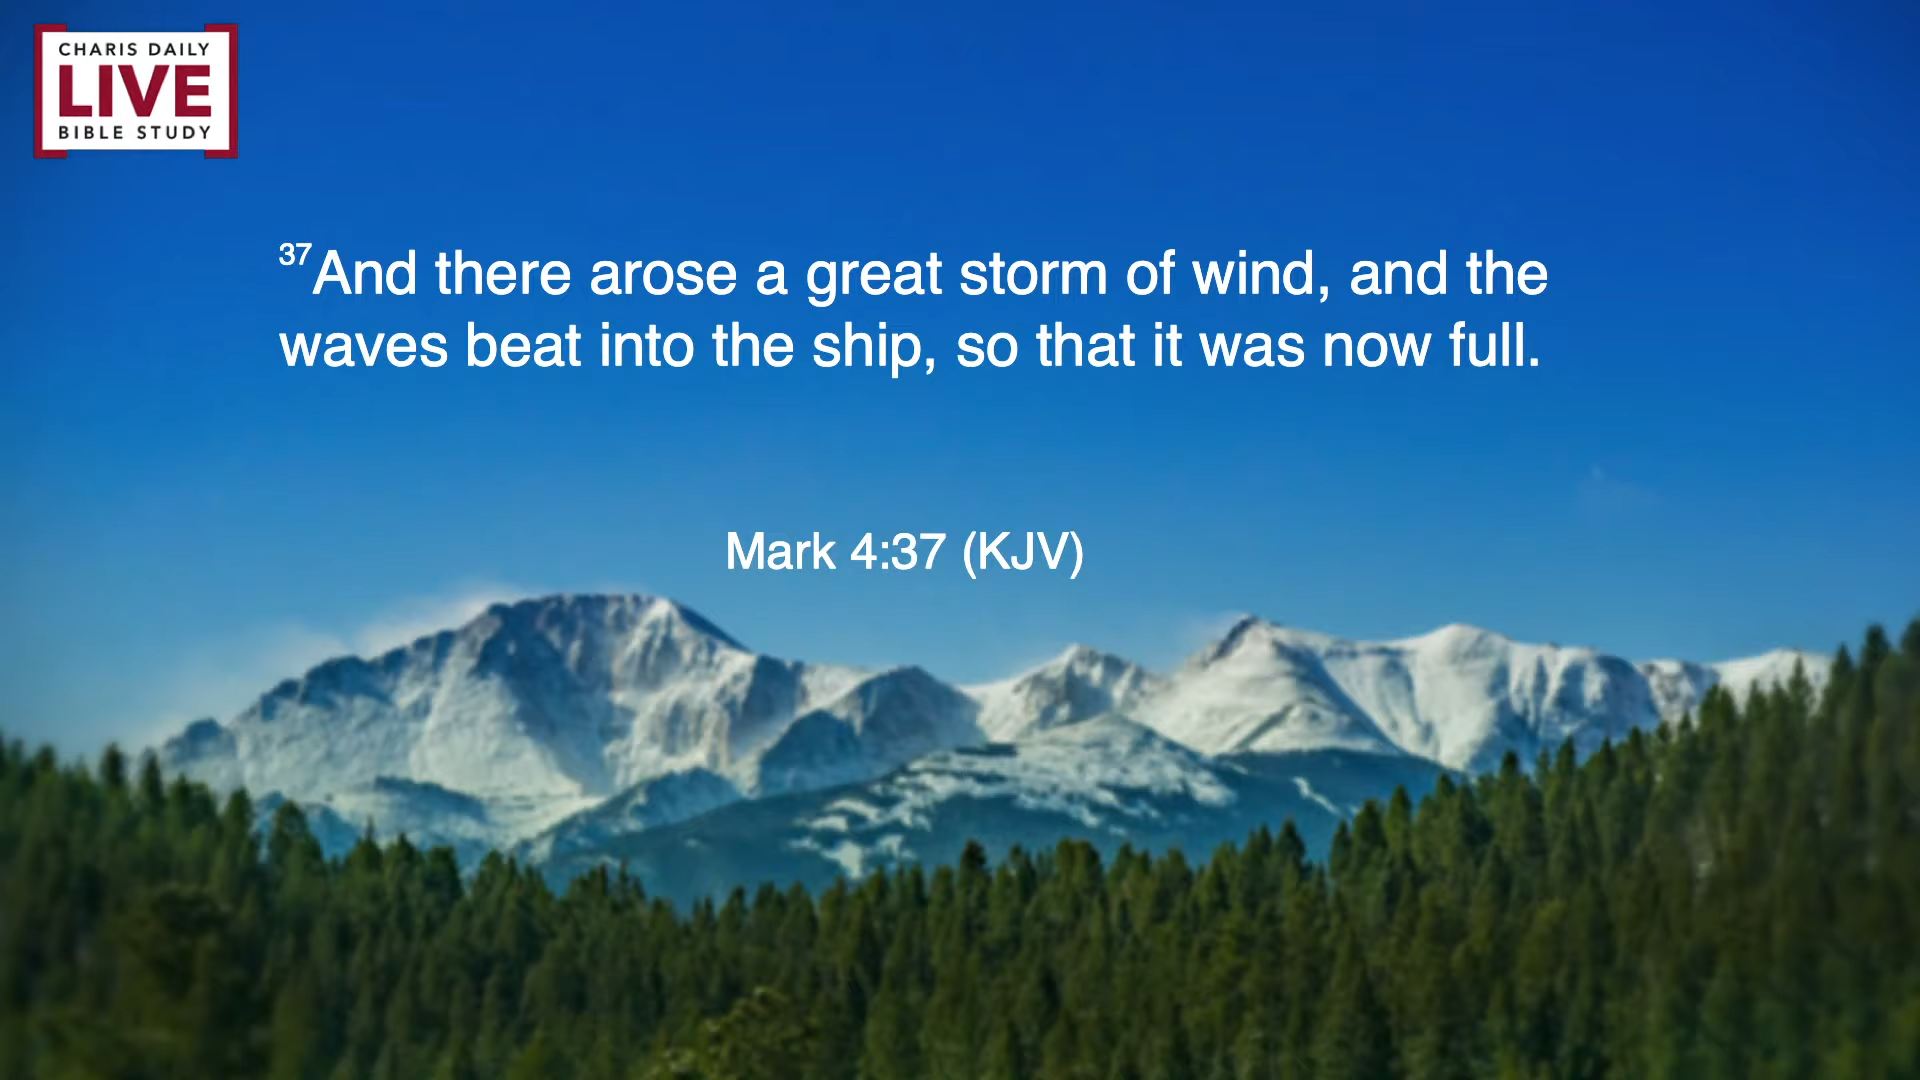 CHARIS DAILY
LIVE
BIBLE STUDY
37And there arose a great storm of wind, and the
waves beat into the ship, so that it was now full.
Mark 4:37 (KJV)